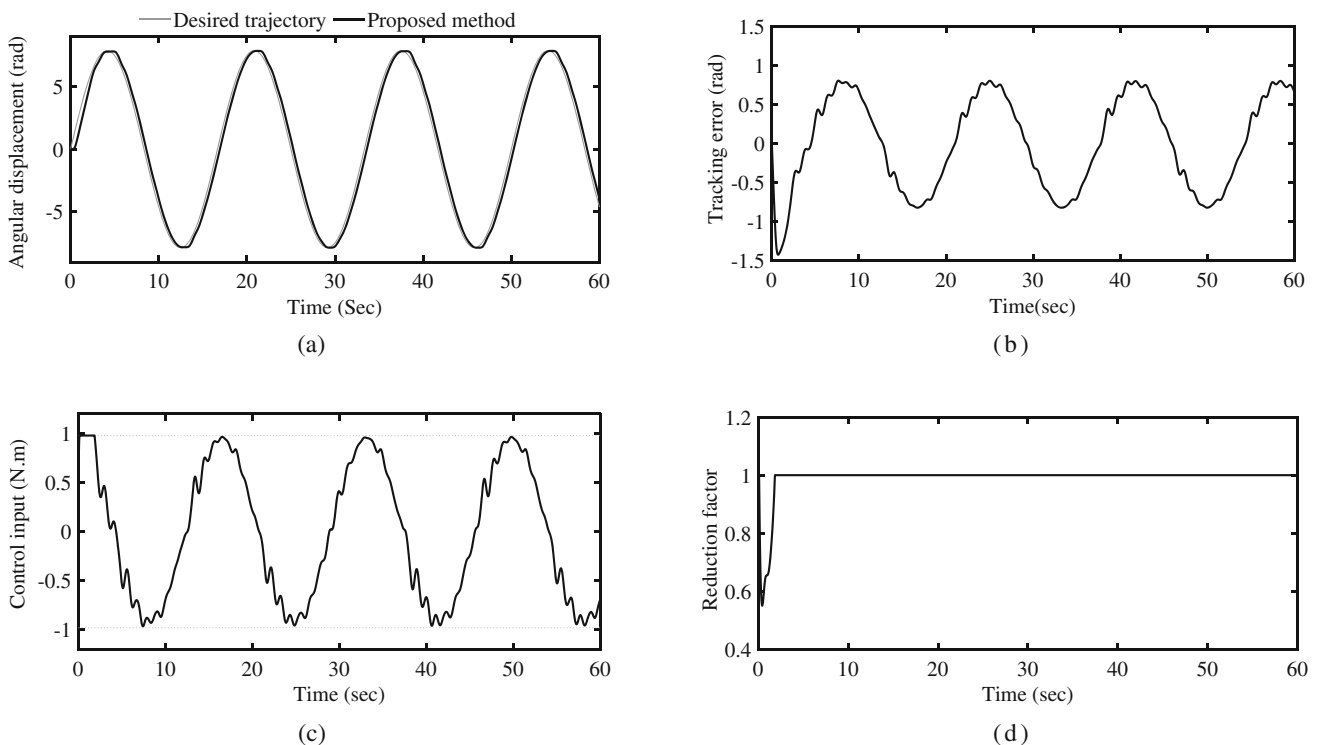 Desired trajectory Proposed method
Angular displacement (rad)
5
0
-5
0 10 20 30 40 50 60
Time (Sec)
(a)
Tracking error (rad)
1.5
1
0.5
0
-0.5
-1
-1.5
0 10 20 30 40 50 60
Time(sec)
(b)
Control input (N.m)
1
0.5
0
-0.5
-1
0 10 20 30 40 50 60
Time (sec)
(c)
Reduction factor
1.2
1
0.8
0.6
0.4
0 10 20 30 40 50 60
Time (sec)
(d)